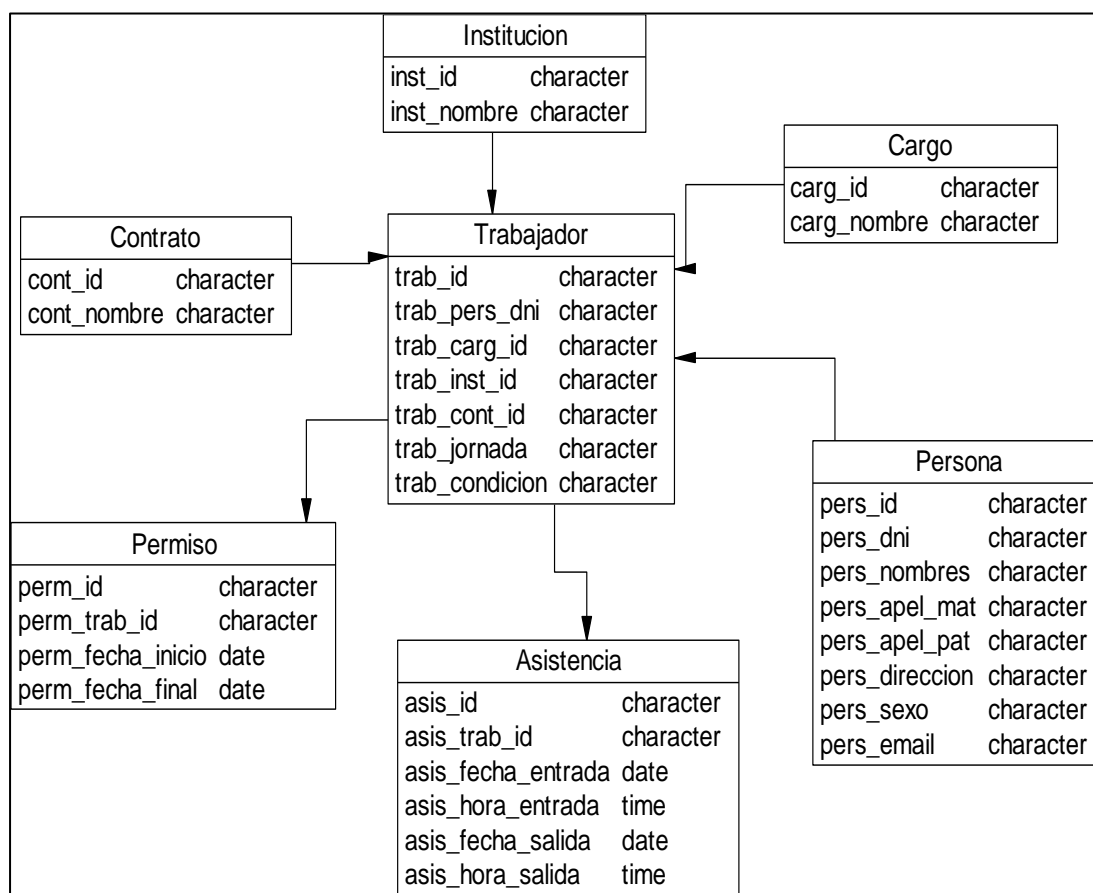 Institucion
inst_id character
inst_nombre character
Cargo
carg_id character
carg_nombre character
Contrato
cont_id character
cont_nombre character
Trabajador
trab_id character
trab_pers_dni character
trab_carg_id character
trab_inst_id character
trab_cont_id character
trab_jornada character
trab_condicion character
Persona
pers_id character
pers_dni character
pers_nombres character
pers_apel_mat character
pers_apel_pat character
pers_direccion character
pers_sexo character
pers_email character
Permiso
perm_id character
perm_trab_id character
perm_fecha_inicio date
perm_fecha_final date
Asistencia
asis_id character
asis_trab_id character
asis_fecha_entrada date
asis_hora_entrada time
asis_fecha_salida date
asis_hora_salida time